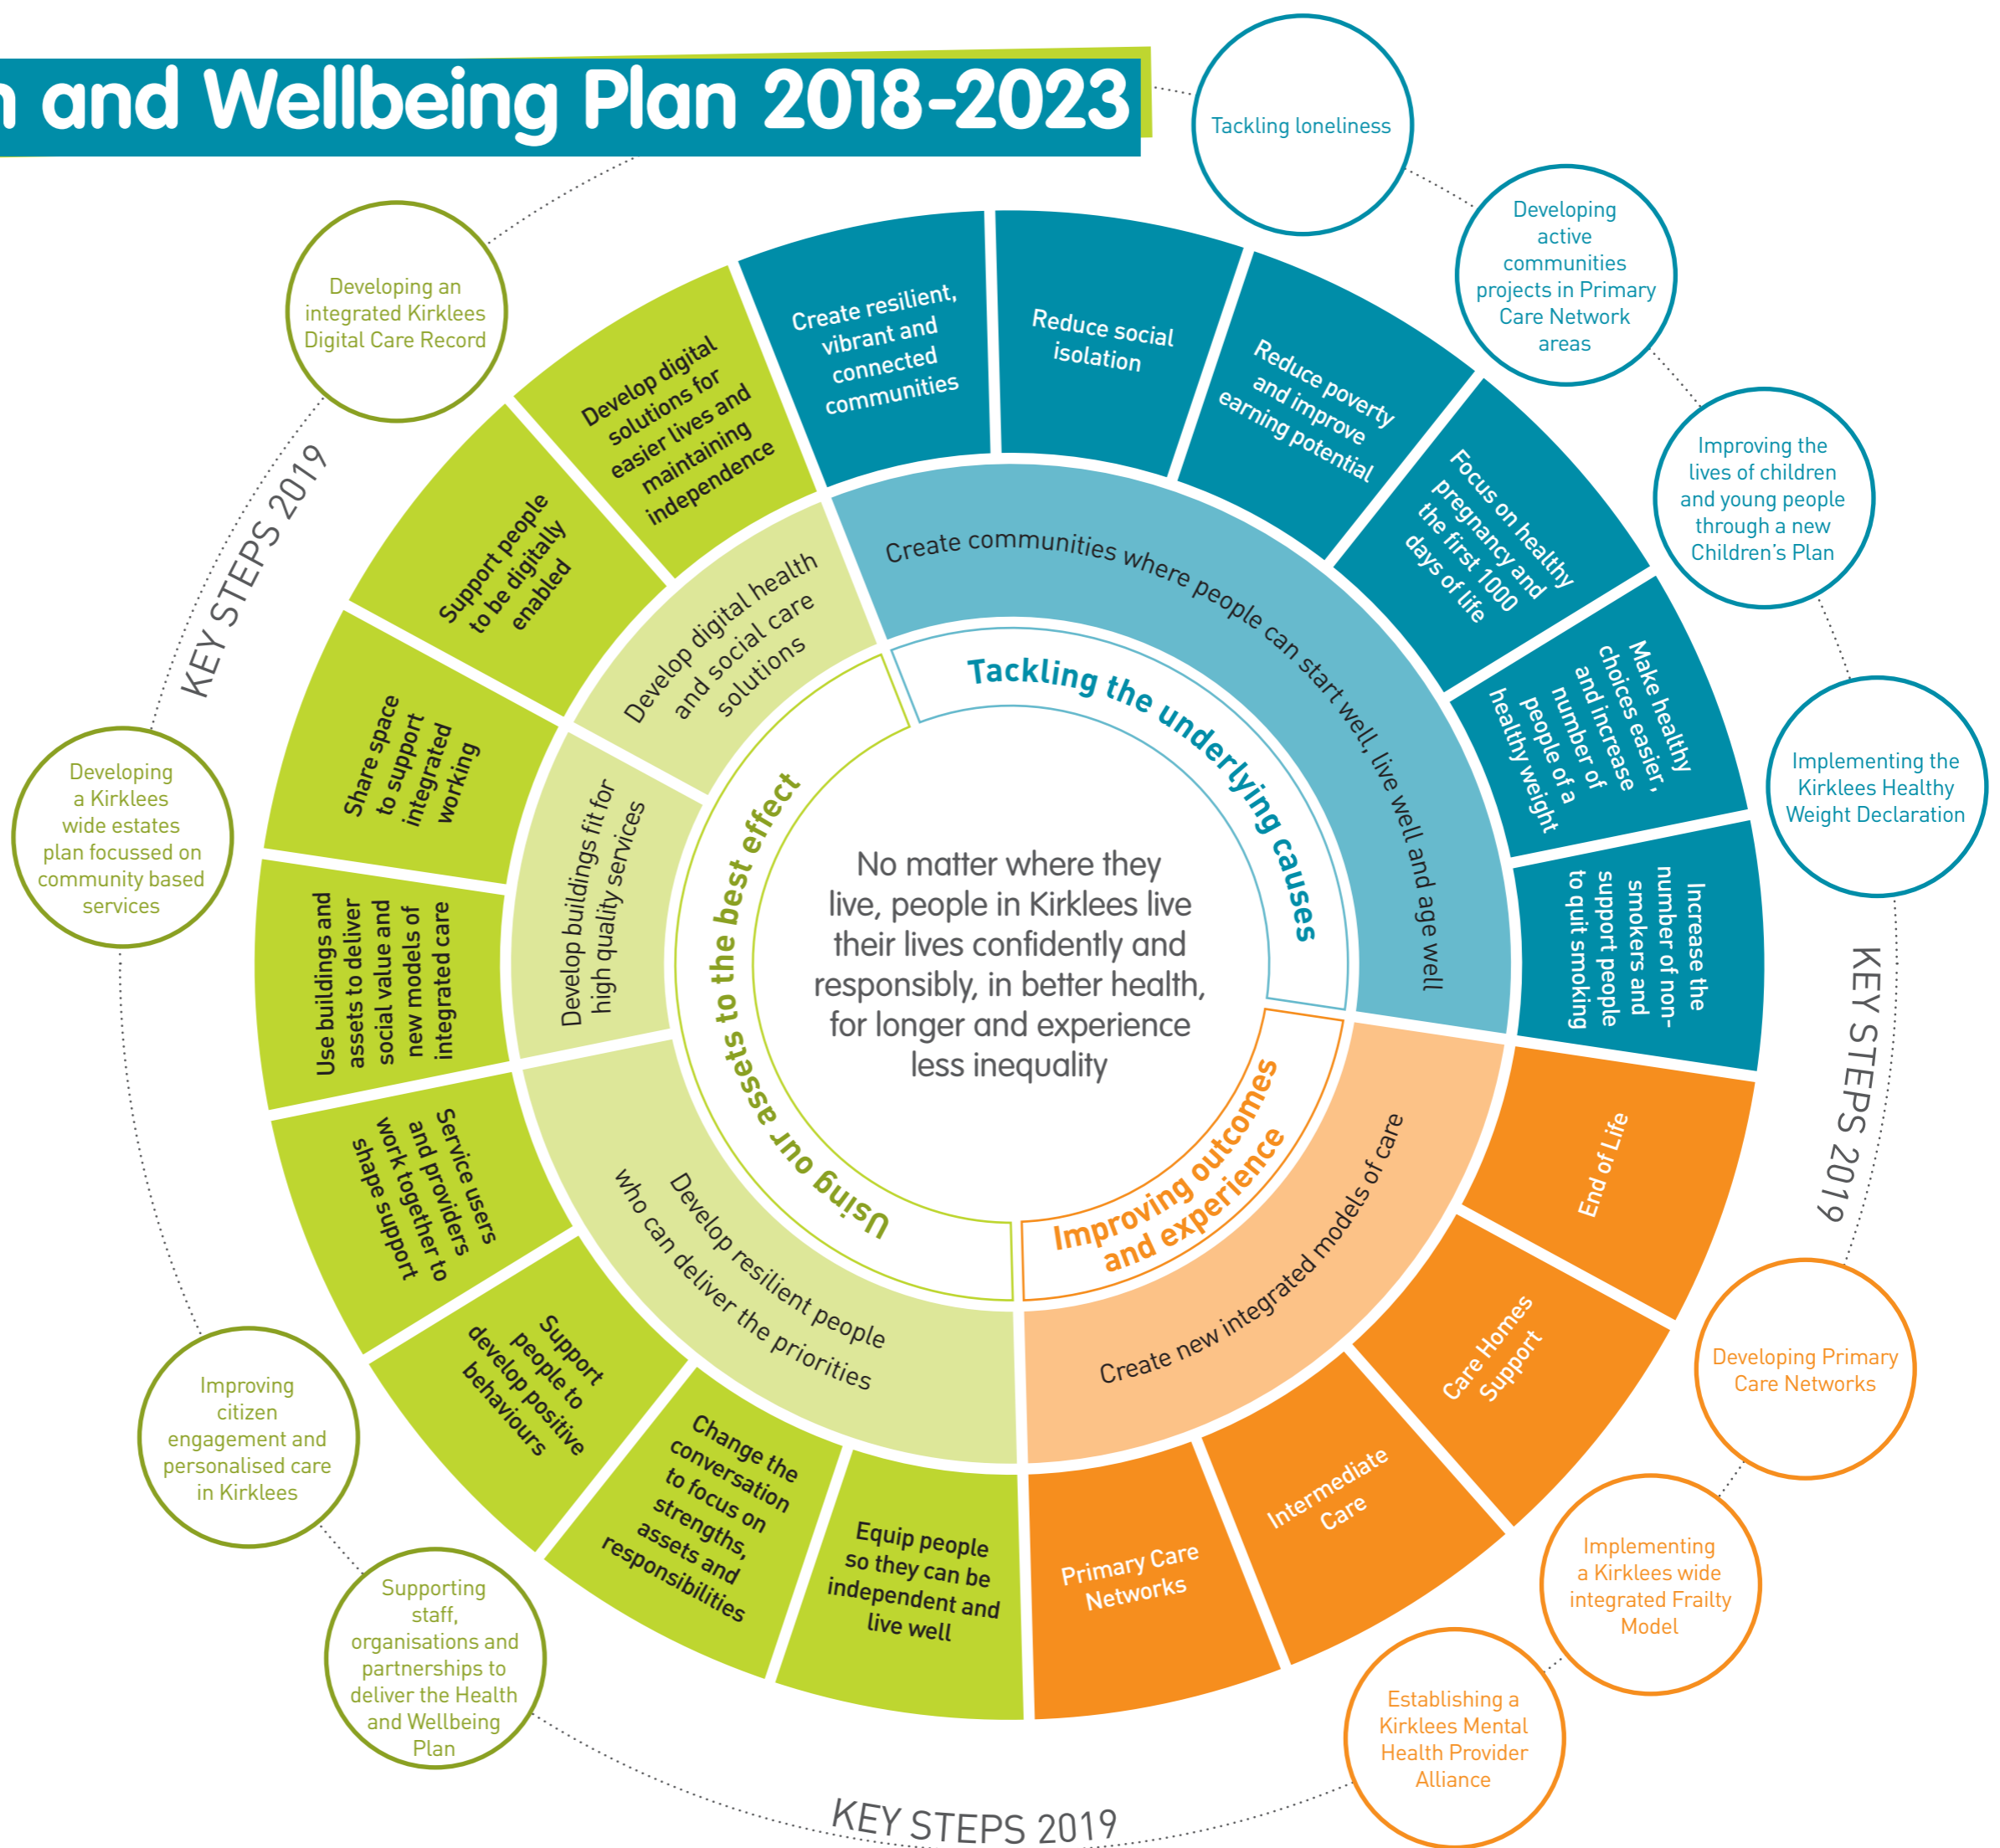 and Wellbeing Plan 2018-2023
Tackling loneliness
Developing
active
communities
projects in Primary
Care Network
areas
Improving the
lives of children
and young people
through a new
Children's Plan
Implementing the
Kirklees Healthy
Weight Declaration
KEY STEPS 2019
Developing Primary
Care Networks
Implementing
a Kirklees wide
integrated Frailty
Model
Establishing a
Kirklees Mental
Health Provider
Alliance
KEY STEPS 2019
Supporting
staff,
organisations and
partnerships to
deliver the Health
and Wellbeing
Plan
Improving
citizen
engagement and
personalised care
in Kirklees
Developing
a Kirklees
wide estates
plan focussed on
community based
services
KEY STEPS 2019
Developing an
integrated Kirklees
Digital Care Record
Create resilient,
vibrant and
connected
communities
Reduce social
isolation
Reduce poverty
and improve
earning potential
Focus on healthy
pregnancy and
the first 1000
days of life
Make healthy
choices easier,
and increase
number of
people of a
healthy weight
Increase the
number of non-
smokers and
support people
to quit smoking
End of Life
Care Homes
Support
Intermediate
Care
Primary Care
Networks
Equip people
so they can be
independent and
live well
Change the
conversation
to focus on
strengths,
assets and
responsibilities
Support
people to
develop positive
behaviours
Service users
and providers
work together to
shape support
Use buildings and
assets to deliver
social value and
new models of
integrated care
Share space
to support
integrated
working
Support people
to be digitally
enabled
Develop digital
solutions for
easier lives and
maintaining
independence
Create communities where people can start well, live well and age well
Create new integrated models of care
Develop resilient people
who can deliver the priorities
Develop buildings fit for
high quality services
Develop digital health
and social care
solutions
Tackling the underlying causes
Improving outcomes
and experience
Using our assets to the best effect
No matter where they
live, people in Kirklees live
their lives confidently and
responsibly, in better health,
for longer and experience
less inequality